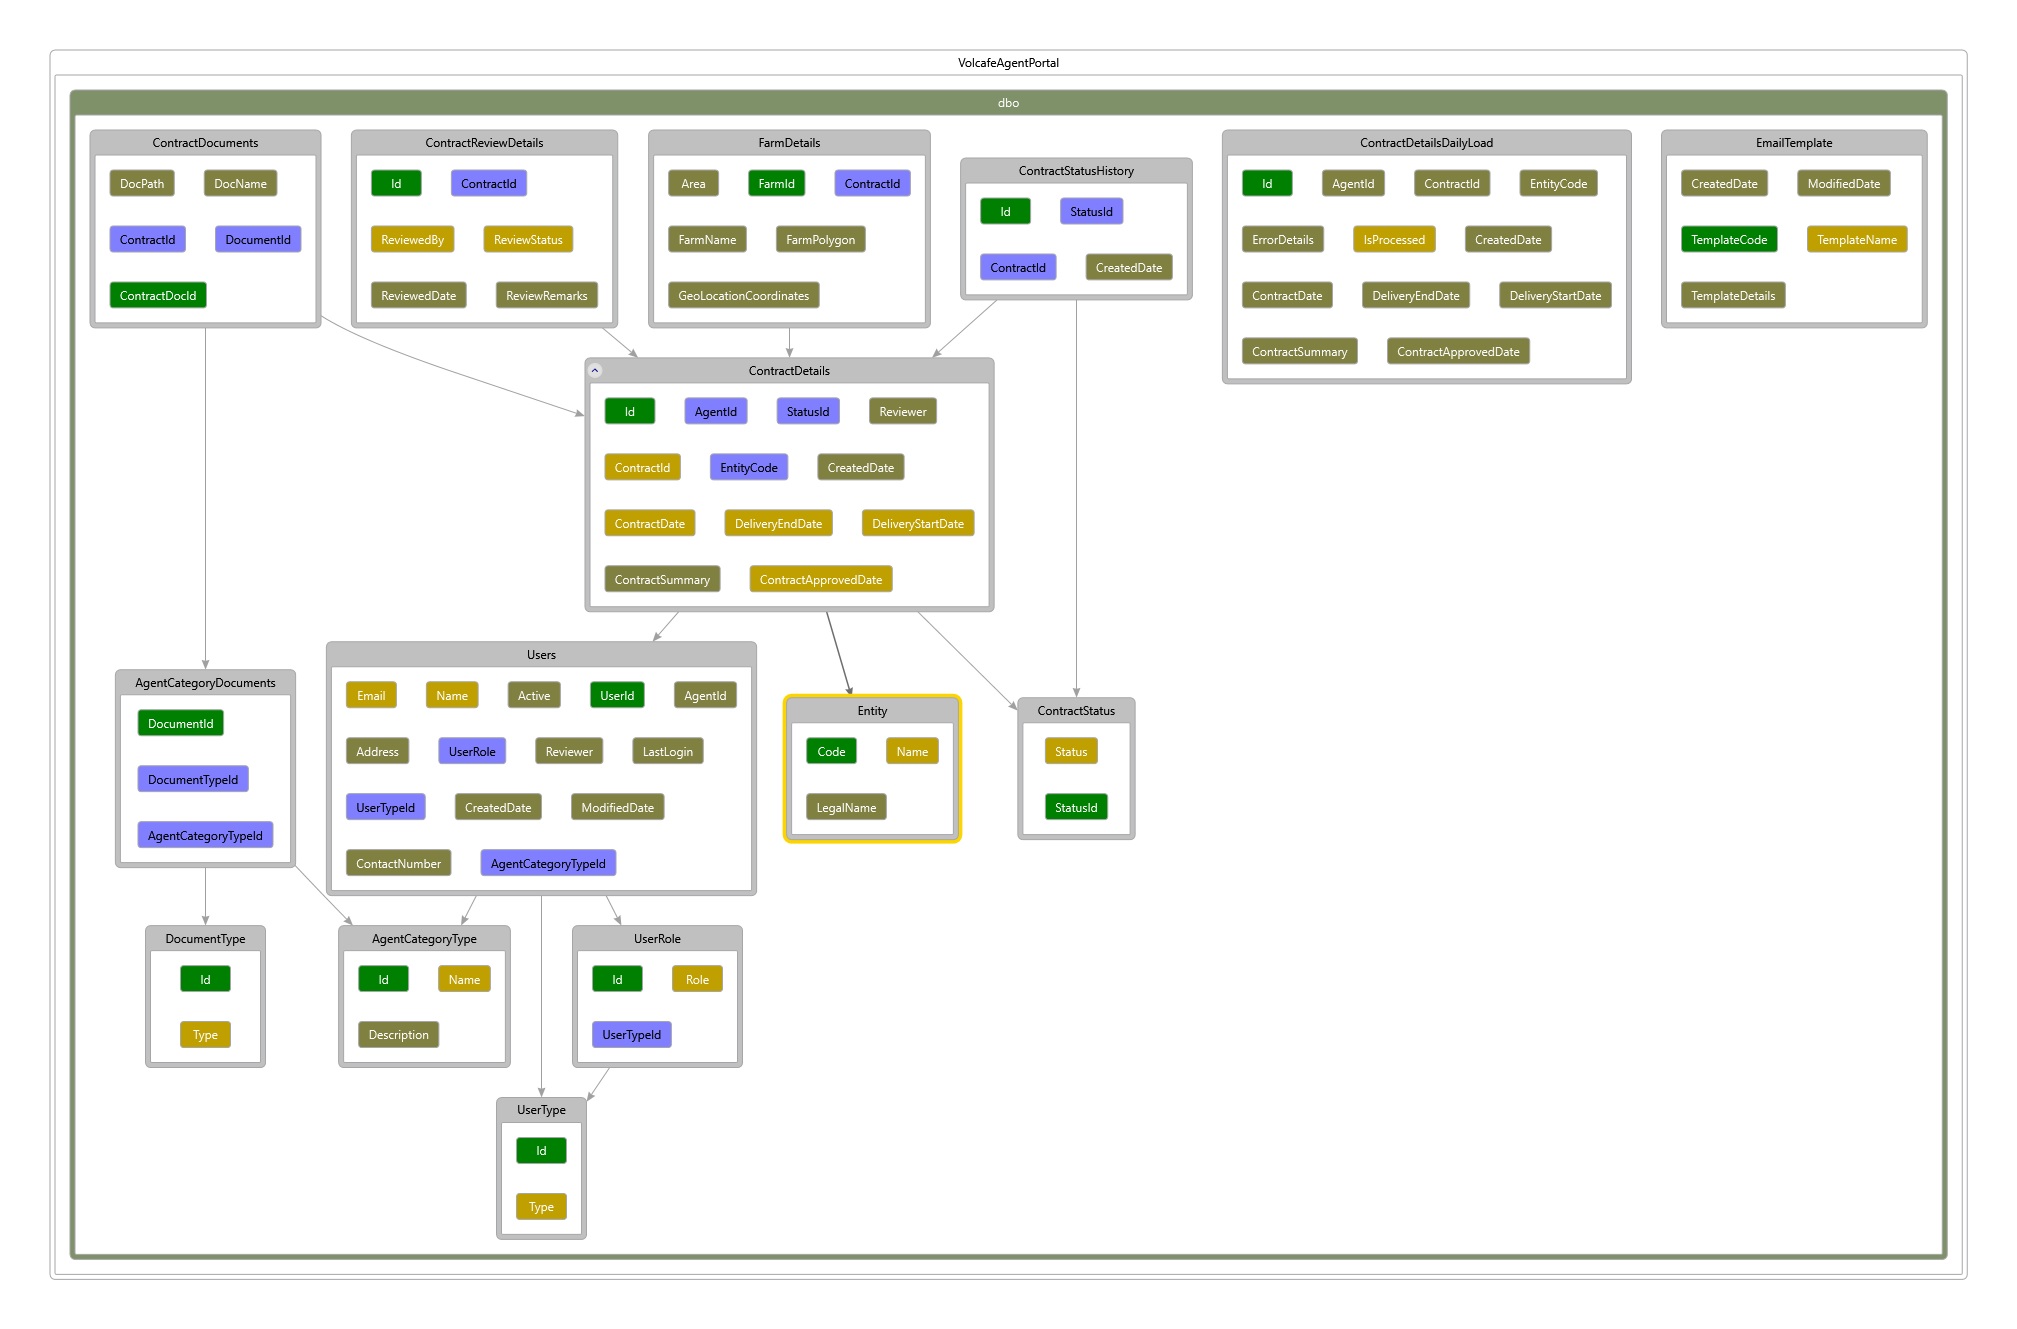 VolcafeAgentPortal
dbo
ContractDocuments
DocPath DocName
ContractId DocumentId
ContractDocId
ContractReviewDetails
Id ContractId
ReviewedBy ReviewStatus
ReviewedDate ReviewRemarks
FarmDetails
Area FarmId ContractId
FarmName FarmPolygon
GeoLocationCoordinates
ContractStatusHistory
Id StatusId
ContractId CreatedDate
ContractDetailsDailyLoad
Id AgentId ContractId EntityCode
ErrorDetails IsProcessed CreatedDate
ContractDate DeliveryEndDate DeliveryStartDate
ContractSummary ContractApprovedDate
EmailTemplate
CreatedDate ModifiedDate
TemplateCode TemplateName
TemplateDetails
ContractDetails
Id AgentId StatusId Reviewer
ContractId EntityCode CreatedDate
ContractDate DeliveryEndDate DeliveryStartDate
ContractSummary ContractApprovedDate
AgentCategoryDocuments
DocumentId
DocumentTypeId
AgentCategoryTypeId
Users
Email Name Active UserId AgentId
Address UserRole Reviewer LastLogin
UserTypeId CreatedDate ModifiedDate
ContactNumber AgentCategoryTypeId
Entity
Code Name
LegalName
ContractStatus
Status
StatusId
DocumentType
Id
Type
AgentCategoryType
Id Name
Description
UserRole
Id Role
UserTypeId
UserType
Id
Type